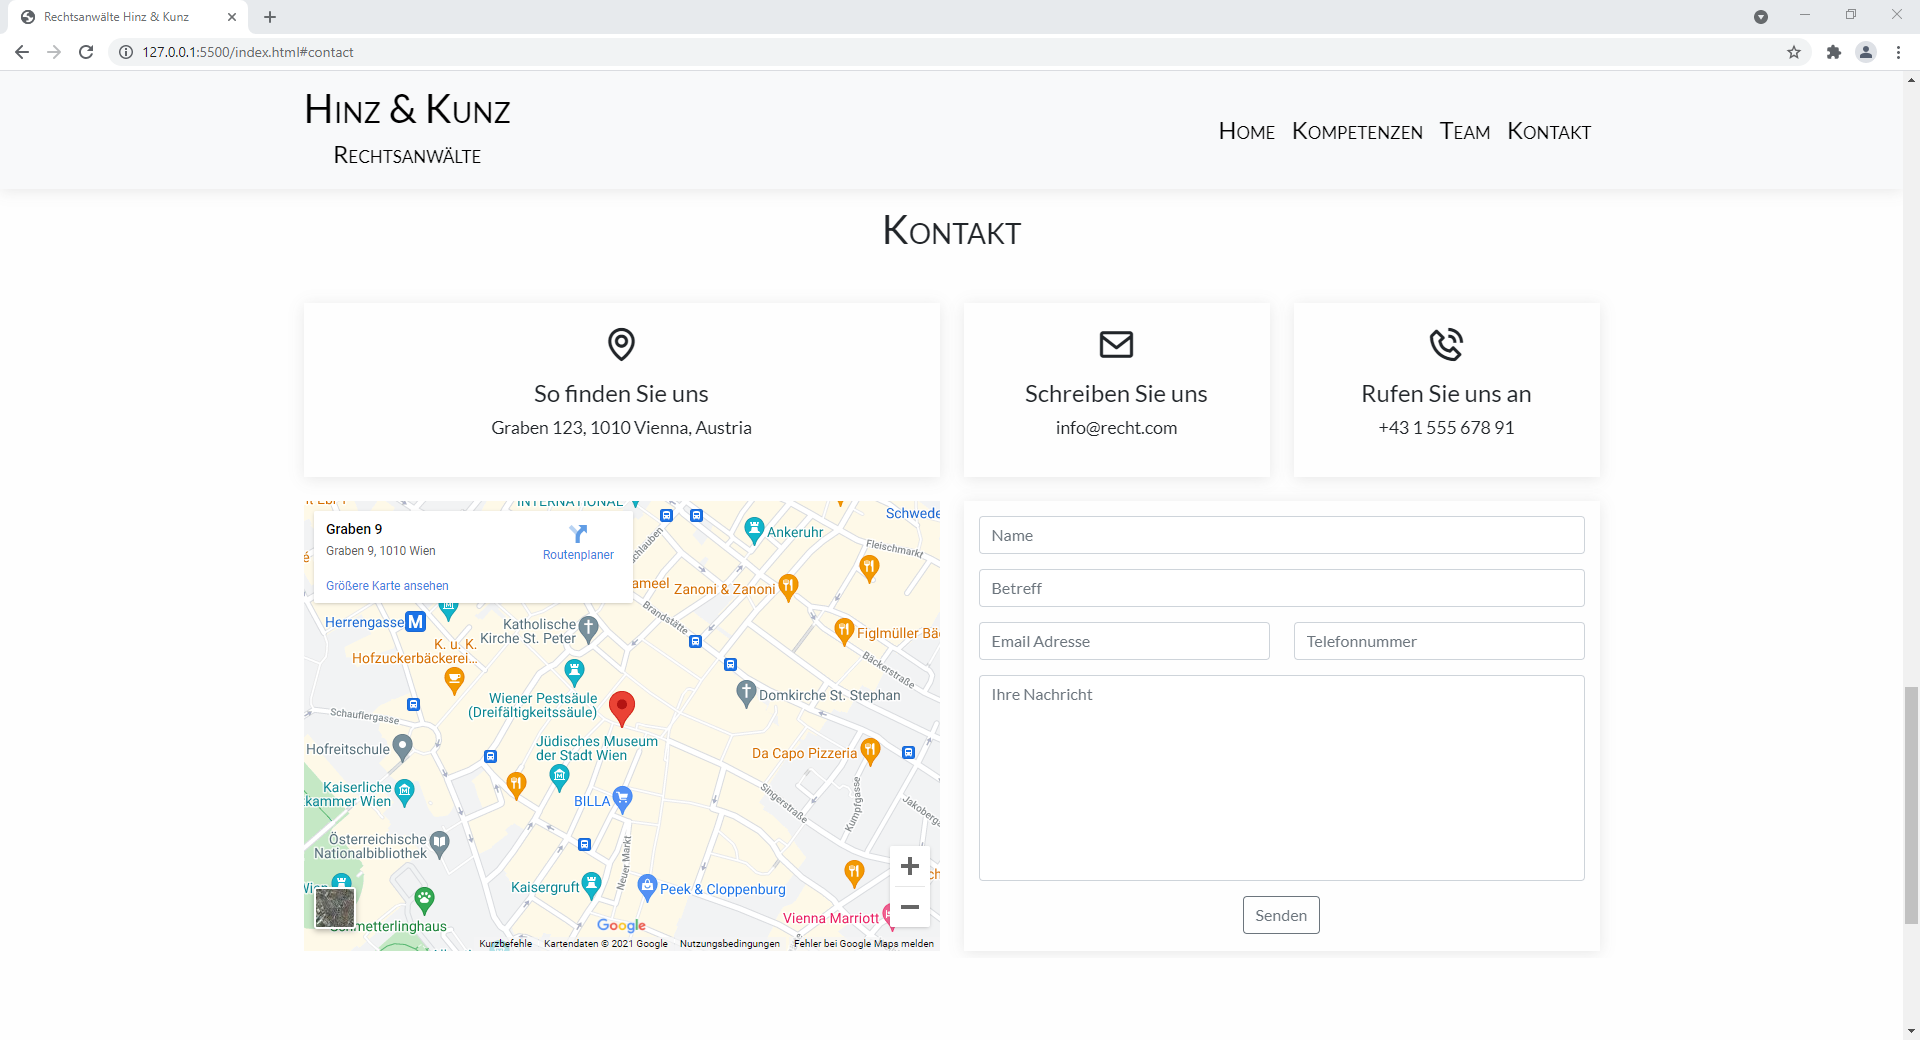 Rechtsanwälte Hinz & Kunz
127.0.0.1:5500/index.html#contact
Hinz & Kunz
Rechtsanwälte
Home Kompetenzen Team Kontakt
Kontakt
So finden Sie uns
Graben 123, 1010 Vienna, Austria
Schreiben Sie uns
info@recht.com
Rufen Sie uns an
+43 1 555 678 91
INTERNATIONAL
Graben 9
Graben 9, 1010 Wien
Größere Karte ansehen
Routenplaner
Schwede
Ankeruhr
Fleischmarkt
ameel
Zanoni & Zanoni
Brandstätte
Herrengasse
M
Katholische
Kirche St. Peter
Figlmüller Bä
K. u. K.
Hofzuckerbäckerei...
Bäckerstraße
Wiener Pestsäule
(Dreifältigkeitssäule)
Domkirche St. Stephan
Schauflergasse
Hofreitschule
Jüdisches Museum
der Stadt Wien
Da Capo Pizzeria
Kaiserliche
kammer Wien
BILLA
Singerstraße
Kumpfgasse
Jakoberga
Österreichische
Nationalbibliothek
Neuer Markt
Kaisergruft
Peek & Cloppenburg
Wien
metterlinghaus
Vienna Marriott
Google
Kurzbefehle Kartendaten © 2021 Google Nutzungsbedingungen Fehler bei Google Maps melden
Name
Betreff
Email Adresse
Telefonnummer
Ihre Nachricht
Senden